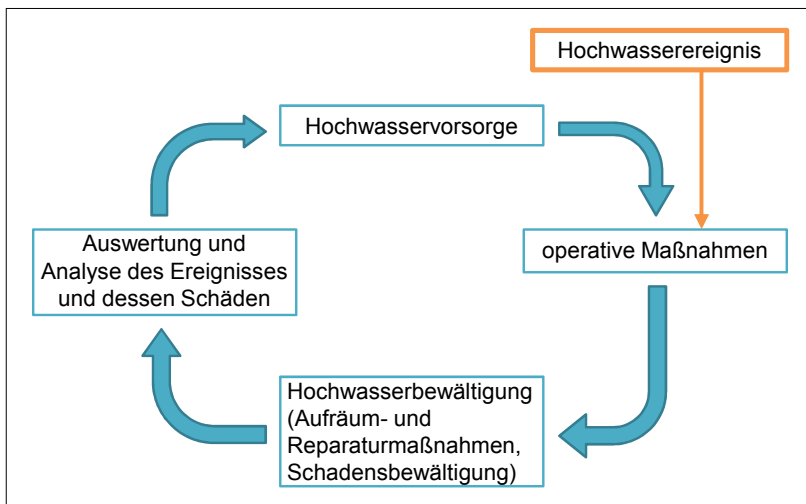 Hochwasserereignis
Hochwasservorsorge
operative Maßnahmen
Auswertung und
Analyse des Ereignisses
und dessen Schäden
Hochwasserbewältigung
(Aufräum- und
Reparaturmaßnahmen,
Schadensbewältigung)